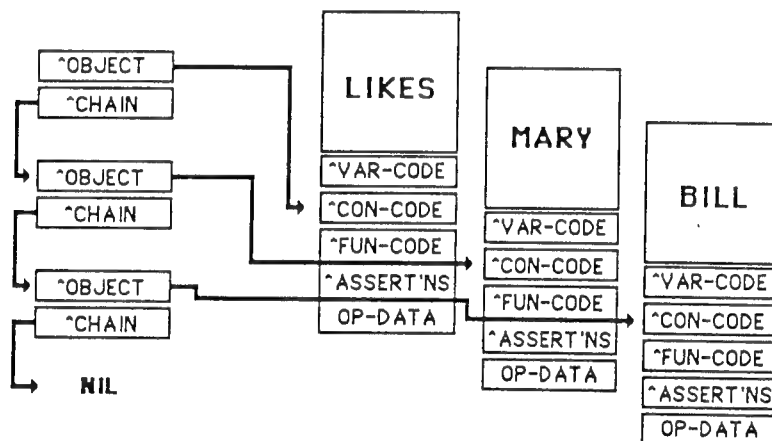 ^OBJECT
^CHAIN
^OBJECT
^CHAIN
^OBJECT
^CHAIN
NIL
LIKES
^VAR-CODE
^CON-CODE
^FUN-CODE
^ASSERT'NS
OP-DATA
MARY
^VAR-CODE
^CON-CODE
^FUN-CODE
^ASSERT'NS
OP-DATA
BILL
^VAR-CODE
^CON-CODE
^FUN-CODE
^ASSERT'NS
OP-DATA